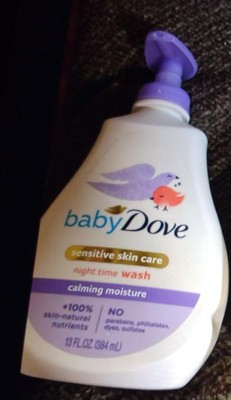 baby Dove
sensitive skin care
night time wash
calming moisture
+100%
skin-natural
nutrients
NO
parabens, phthalates,
dyes, sulfates
13 FL.OZ (384 mL)